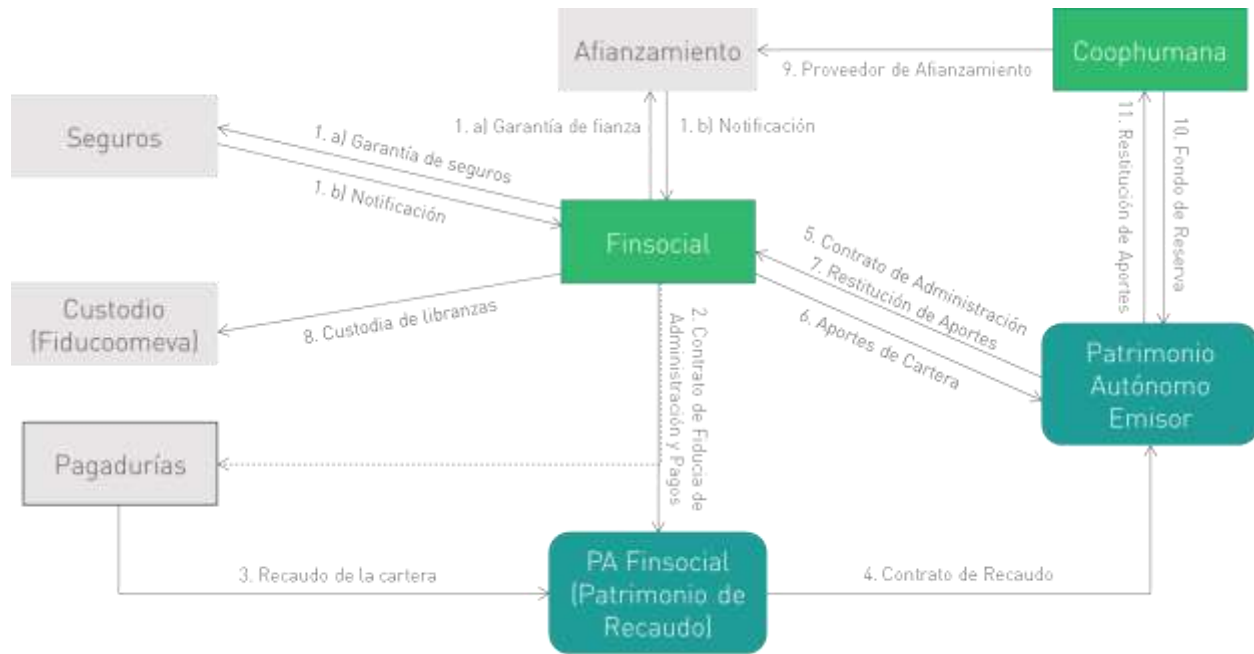 Afianzamiento
Coophumana
9. Proveedor de Afianzamiento
Seguros
1. a) Garantía de seguros
1. b) Notificación
1. a) Garantía de fianza
1. b) Notificación
11. Restitución de Aportes
10. Fondo de Reserva
Finsocial
5. Contrato de Administración
7. Restitución de Aportes
6. Aportes de Cartera
Custodio
(Fiducoomeva)
8. Custodia de libranzas
2. Contrato de Fiducia de
Administración y Pagos
Patrimonio
Autónomo
Emisor
Pagadurías
3. Recaudo de la cartera
PA Finsocial
(Patrimonio de
Recaudo)
4. Contrato de Recaudo